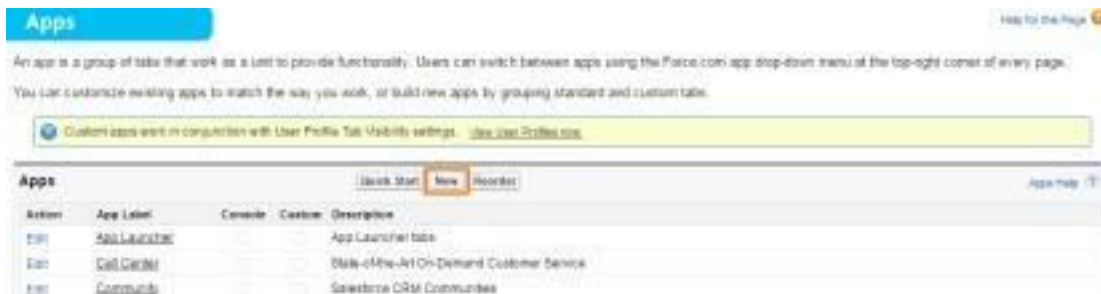 Apps
Help for this Page
An app is a group of tabs that work as a unit to provide functionality. Users can switch between apps using the Force.com app drop-down menu at the top-right corner of every page.
You can customize existing apps to match the way you work, or build new apps by grouping standard and custom tabs.
Custom apps work in conjunction with User Profile Tab Visibility settings. View User Profiles now
Apps Quick Start New Reorder Apps Help
Action App Label Console Custom Description
Edit App Launcher App Launcher tabs
Edit Call Center State-of-the-Art On-Demand Customer Service
Edit Community Salesforce CRM Communities